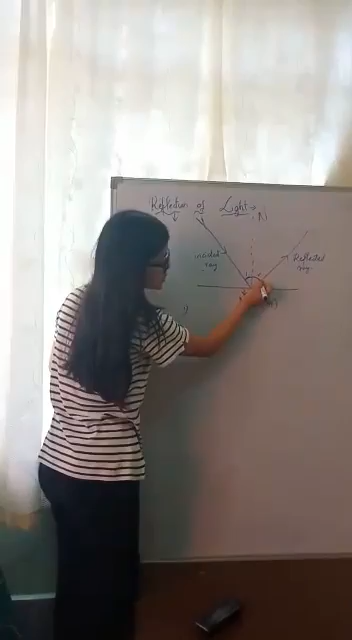 Reflection of Light →
N
incident
ray
Reflected
ray